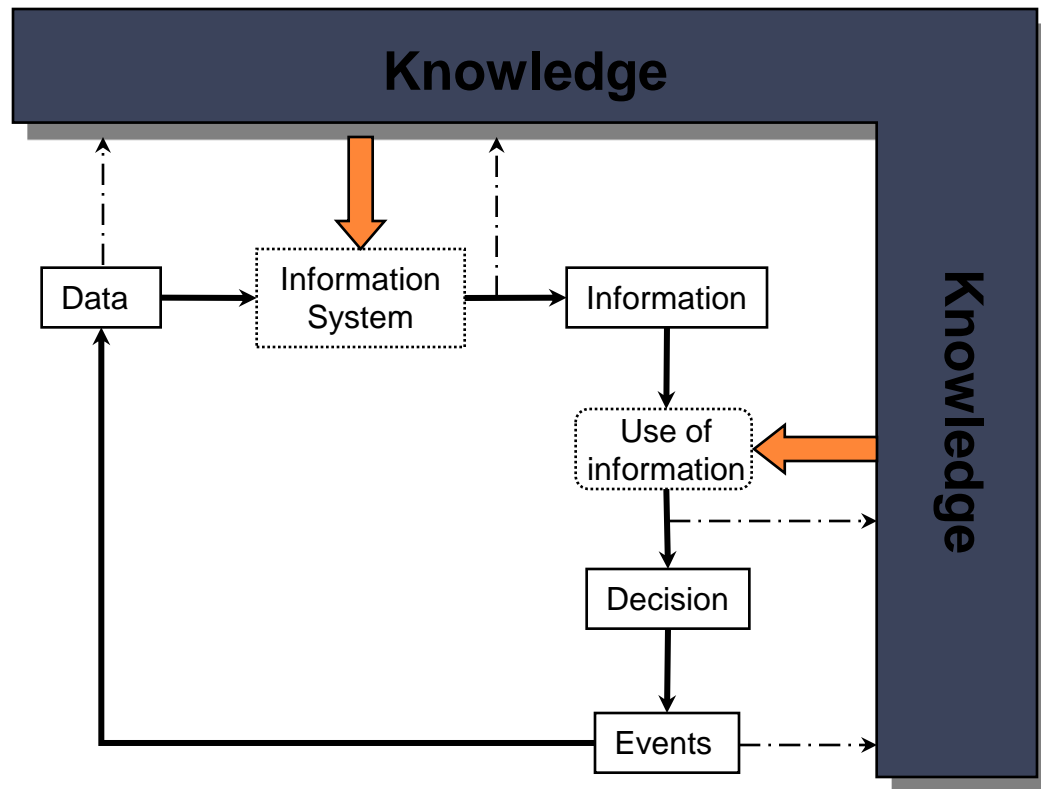 Knowledge
Data
Information
System
Information
Knowledge
Use of
information
Decision
Events